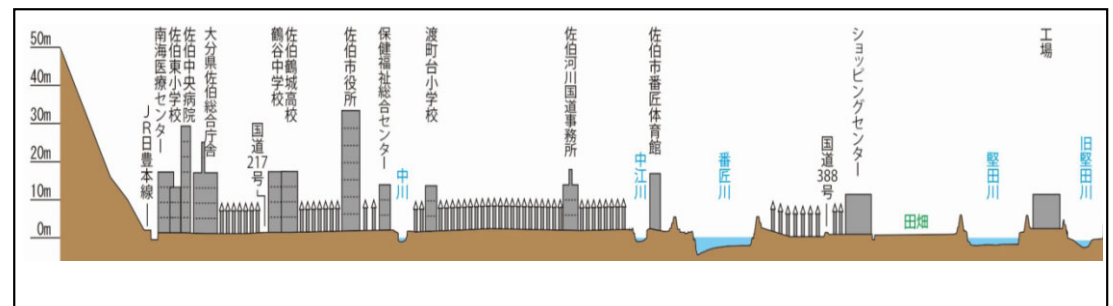 50m
40m
30m
20m
10m
0m
JR日豊本線
南海医療センター
佐伯東小学校
佐伯中央病院
大分県佐伯総合庁舎
国道217号
鶴谷中学校
佐伯鶴城高校
佐伯市役所
保健福祉総合センター
中川
渡町台小学校
佐伯河川国道事務所
中江川
佐伯市番匠体育館
番匠川
国道388号
ショッピングセンター
田畑
堅田川
工場
旧堅田川